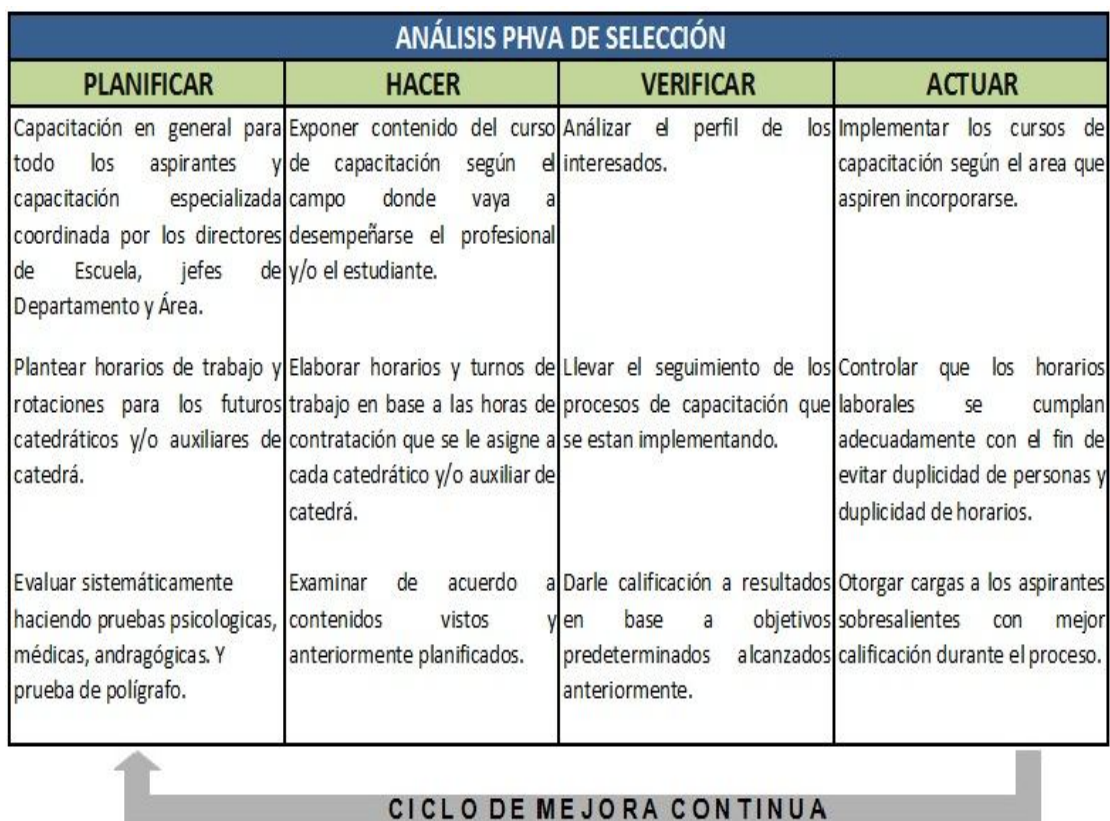 ANÁLISIS PHVA DE SELECCIÓN
PLANIFICAR
HACER
VERIFICAR
ACTUAR
Capacitación en general para
todo los aspirantes y
capacitación especializada
coordinada por los directores
de Escuela, jefes de
Departamento y Área.
Exponer contenido del curso
de capacitación según el
campo donde vaya a
desempeñarse el profesional
y/o el estudiante.
Análizar el perfil de los
interesados.
Implementar los cursos de
capacitación según el area que
aspiren incorporarse.
Plantear horarios de trabajo y
rotaciones para los futuros
catedráticos y/o auxiliares de
catedrá.
Elaborar horarios y turnos de
trabajo en base a las horas de
contratación que se le asigne a
cada catedrático y/o auxiliar de
catedrá.
Llevar el seguimiento de los
procesos de capacitación que
se estan implementando.
Controlar que los horarios
laborales se cumplan
adecuadamente con el fin de
evitar duplicidad de personas y
duplicidad de horarios.
Evaluar sistemáticamente
haciendo pruebas psicologicas,
médicas, andragógicas. Y
prueba de polígrafo.
Examinar de acuerdo a
contenidos vistos y
anteriormente planificados.
Darle calificación a resultados
en base a objetivos
predeterminados alcanzados
anteriormente.
Otorgar cargas a los aspirantes
sobresalientes con mejor
calificación durante el proceso.
CICLO DE MEJORA CONTINUA